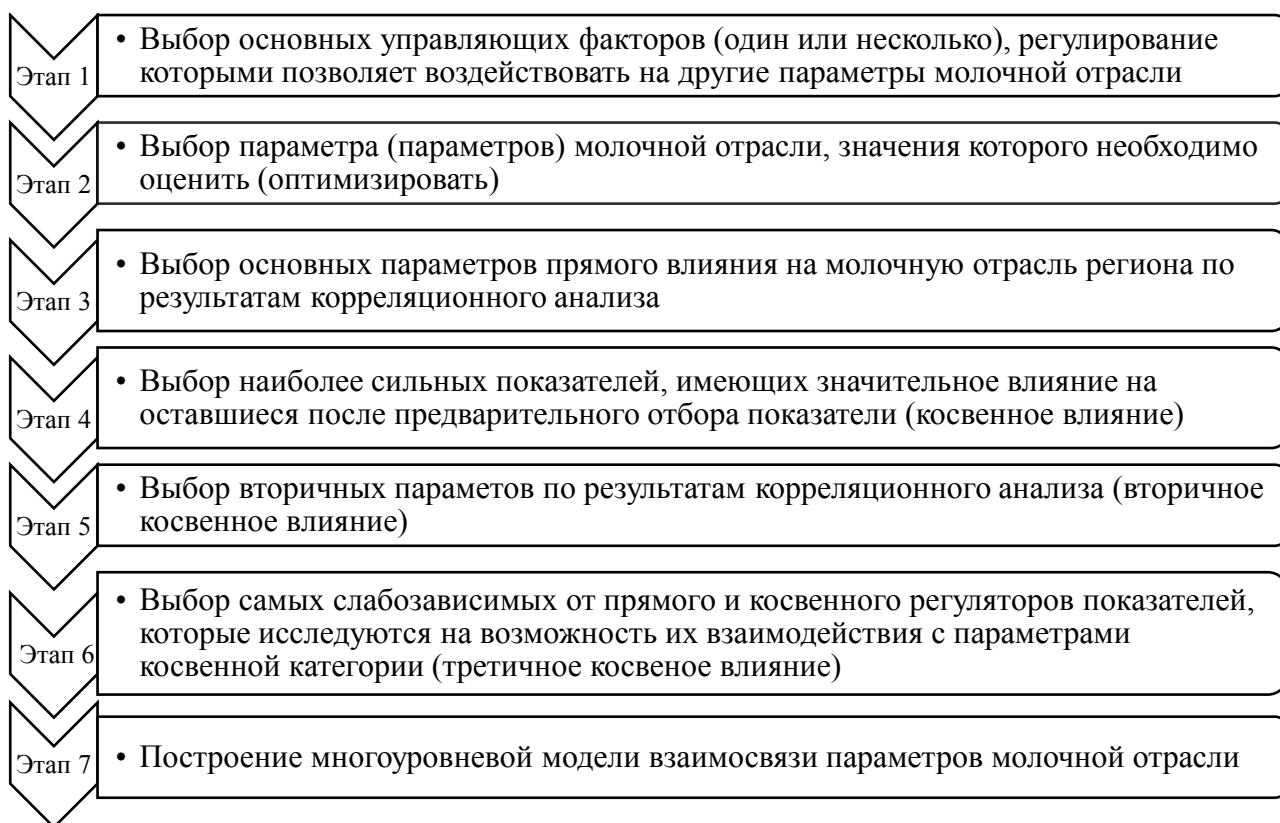 Этап 1
• Выбор основных управляющих факторов (один или несколько), регулирование
которыми позволяет воздействовать на другие параметры молочной отрасли
Этап 2
• Выбор параметра (параметров) молочной отрасли, значения которого необходимо
оценить (оптимизировать)
Этап 3
• Выбор основных параметров прямого влияния на молочную отрасль региона по
результатам корреляционного анализа
Этап 4
• Выбор наиболее сильных показателей, имеющих значительное влияние на
оставшиеся после предварительного отбора показатели (косвенное влияние)
Этап 5
• Выбор вторичных параметов по результатам корреляционного анализа (вторичное
косвенное влияние)
Этап 6
• Выбор самых слабозависимых от прямого и косвенного регуляторов показателей,
которые исследуются на возможность их взаимодействия с параметрами
косвенной категории (третичное косвеное влияние)
Этап 7
• Построение многоуровневой модели взаимосвязи параметров молочной отрасли